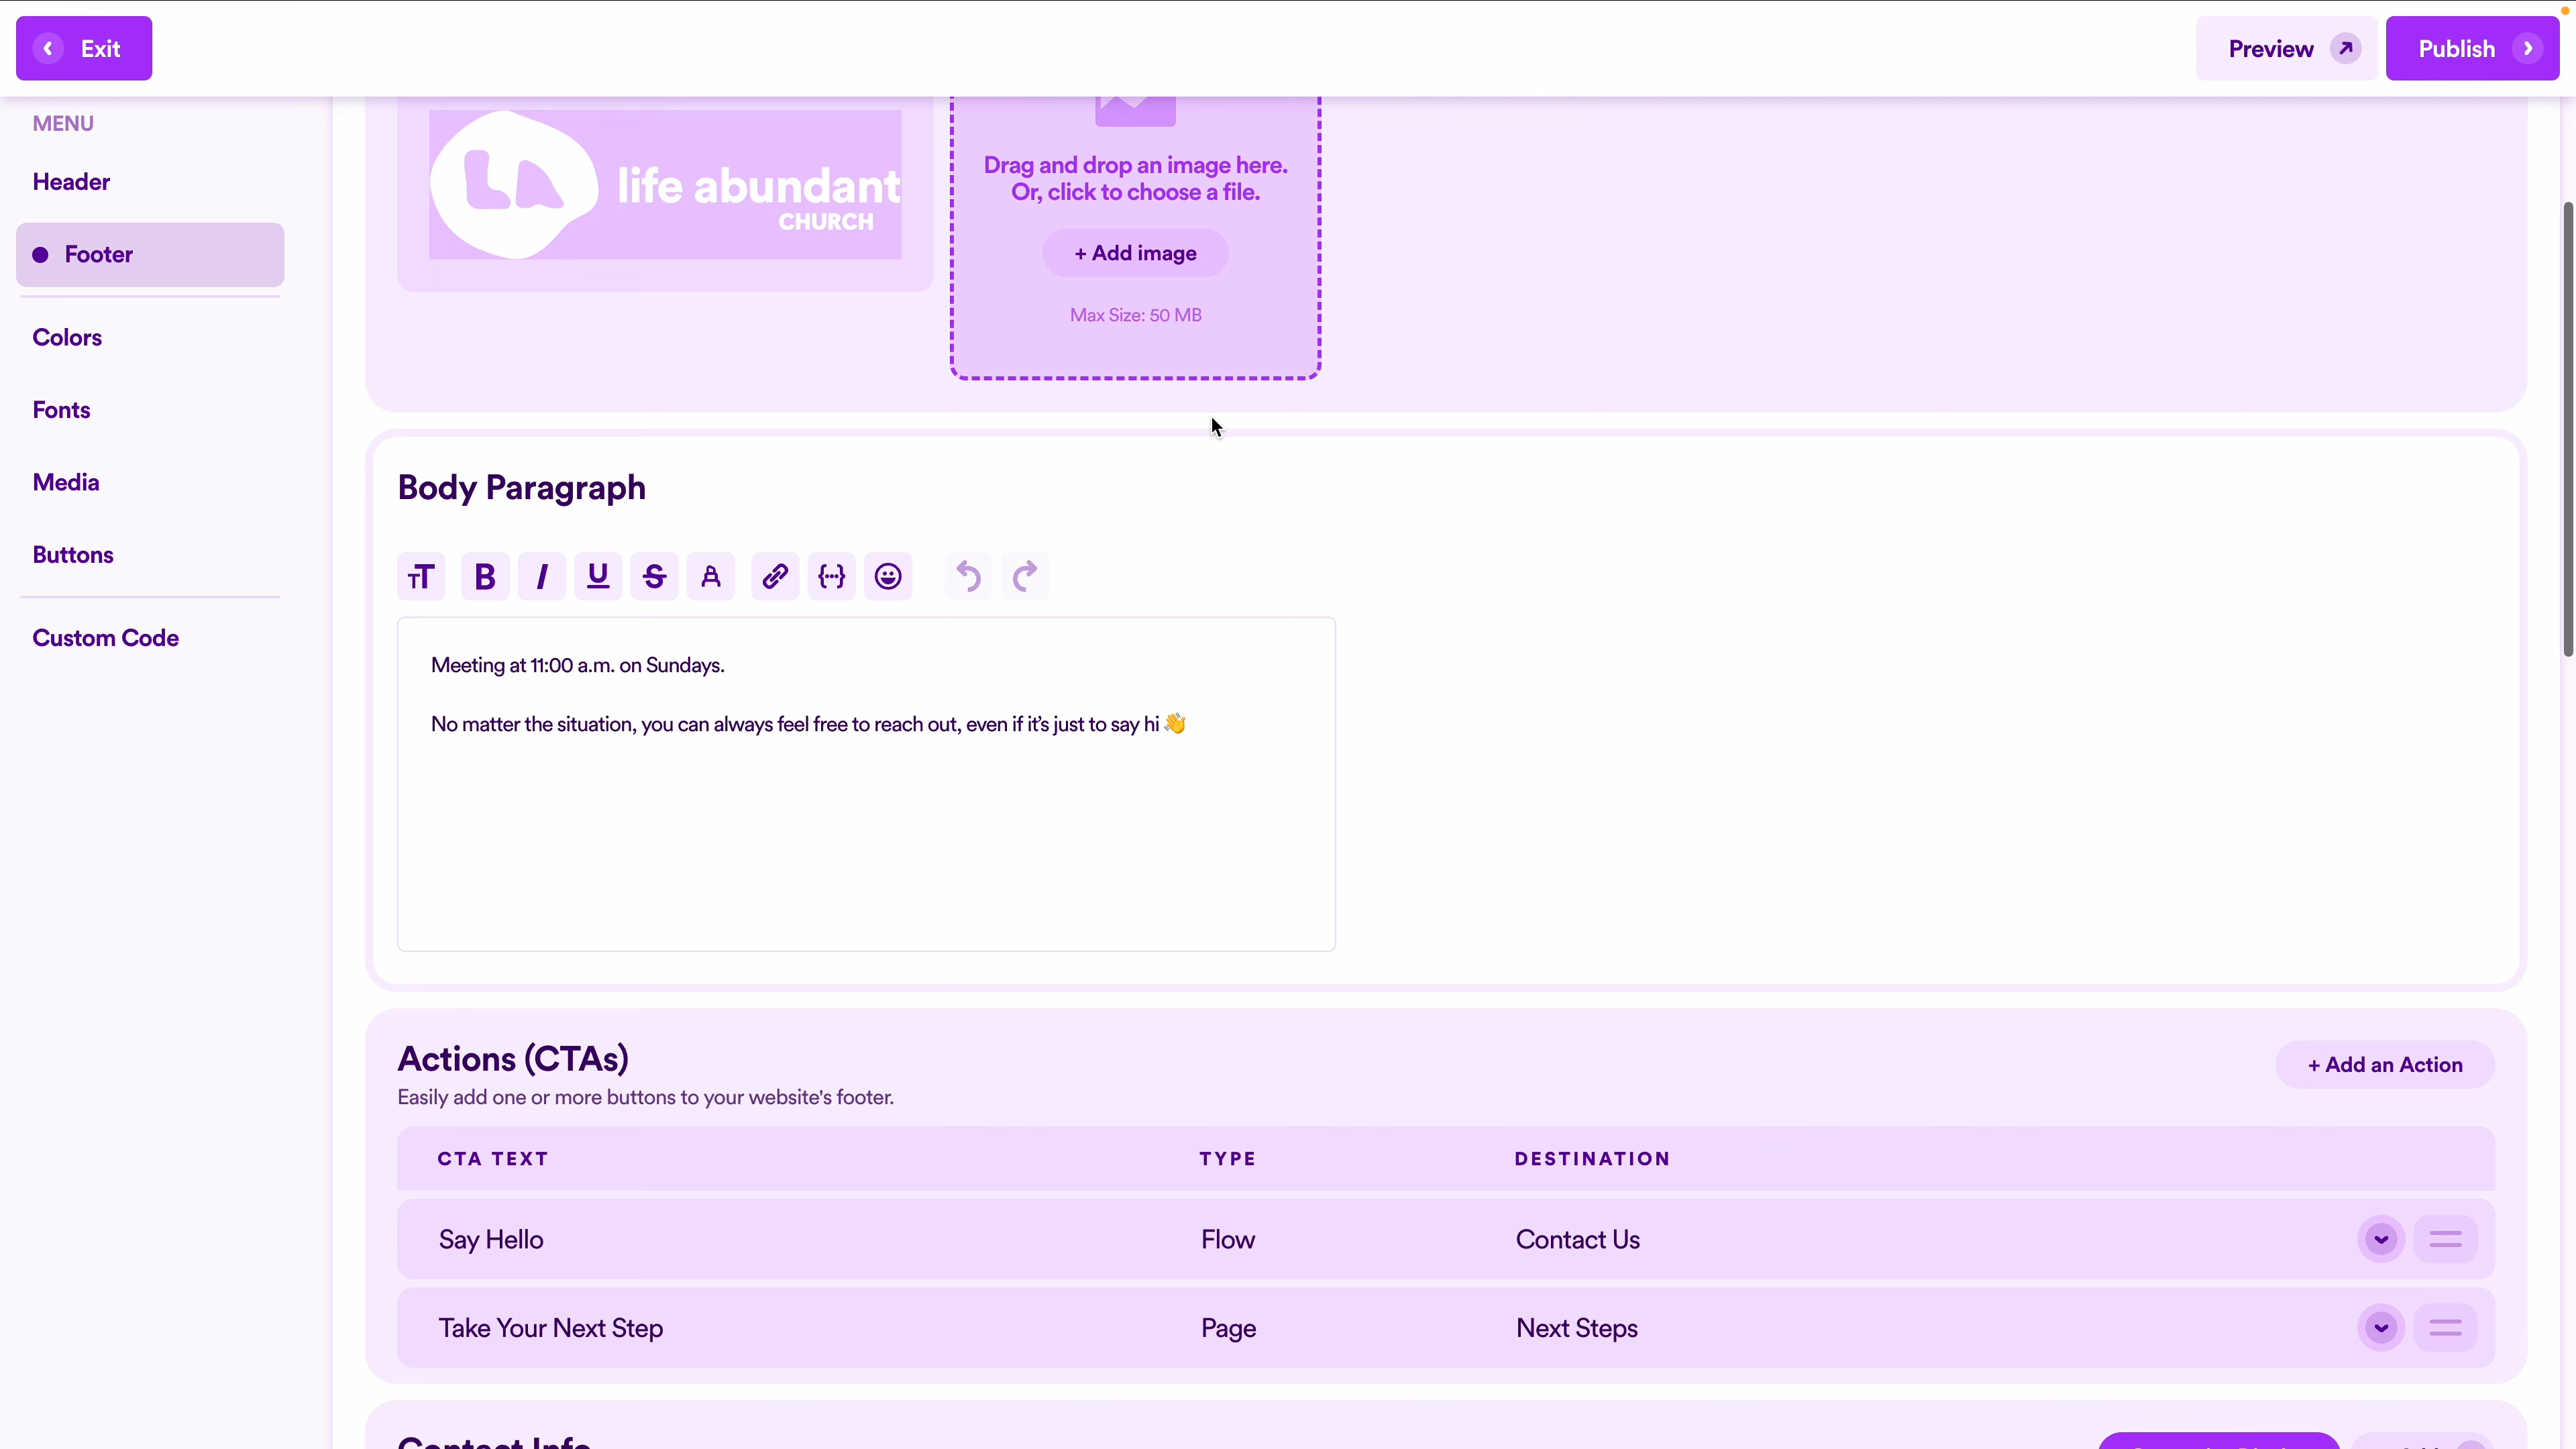 Exit
Preview
Publish
MENU
Header
Footer
Colors
Fonts
Media
Buttons
Custom Code
life abundant
CHURCH
Drag and drop an image here.
Or, click to choose a file.
+ Add image
Max Size: 50 MB
Body Paragraph
Meeting at 11:00 a.m. on Sundays.
No matter the situation, you can always feel free to reach out, even if it’s just to say hi 👋
Actions (CTAs)
+ Add an Action
Easily add one or more buttons to your website's footer.
CTA TEXT TYPE DESTINATION
Say Hello Flow Contact Us
Take Your Next Step Page Next Steps
Contact Info